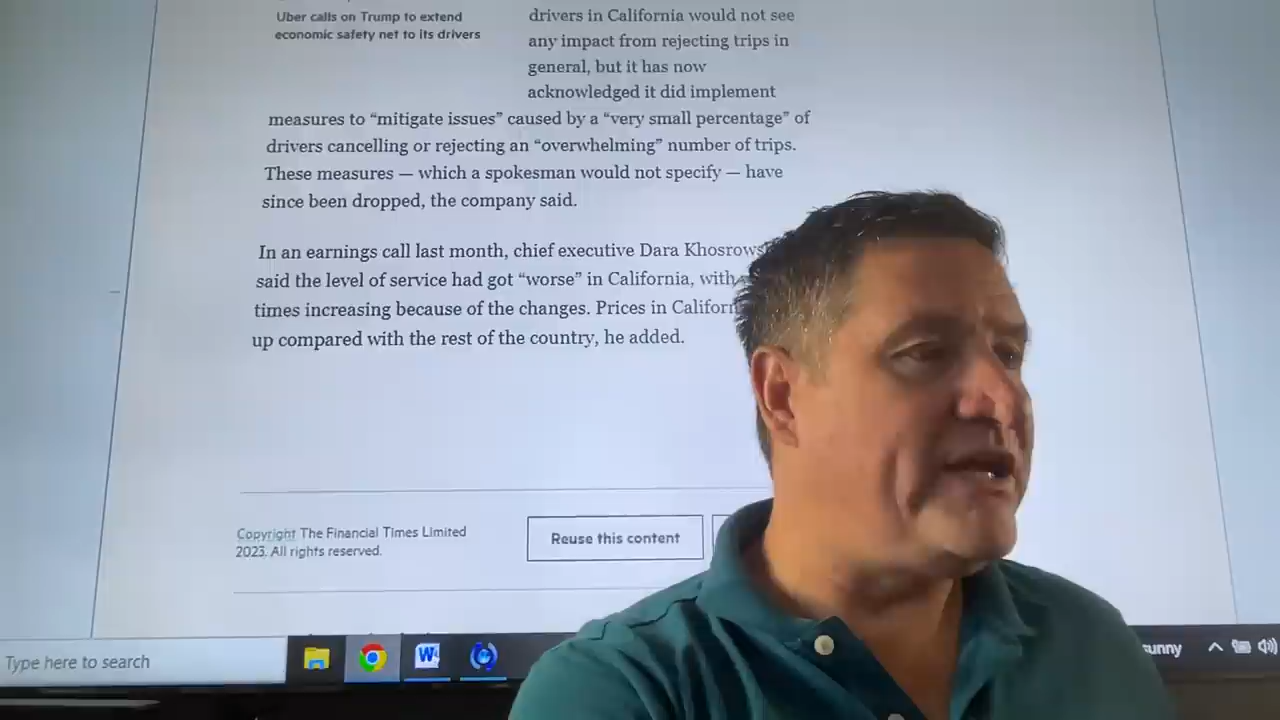 Uber calls on Trump to extend
economic safety net to its drivers
drivers in California would not see
any impact from rejecting trips in
general, but it has now
acknowledged it did implement
measures to “mitigate issues” caused by a “very small percentage” of
drivers cancelling or rejecting an “overwhelming” number of trips.
These measures — which a spokesman would not specify — have
since been dropped, the company said.
In an earnings call last month, chief executive Dara Khosrows
said the level of service had got “worse” in California, with
times increasing because of the changes. Prices in Californ
up compared with the rest of the country, he added.
Copyright The Financial Times Limited
2023. All rights reserved.
Reuse this content
Type here to search
unny